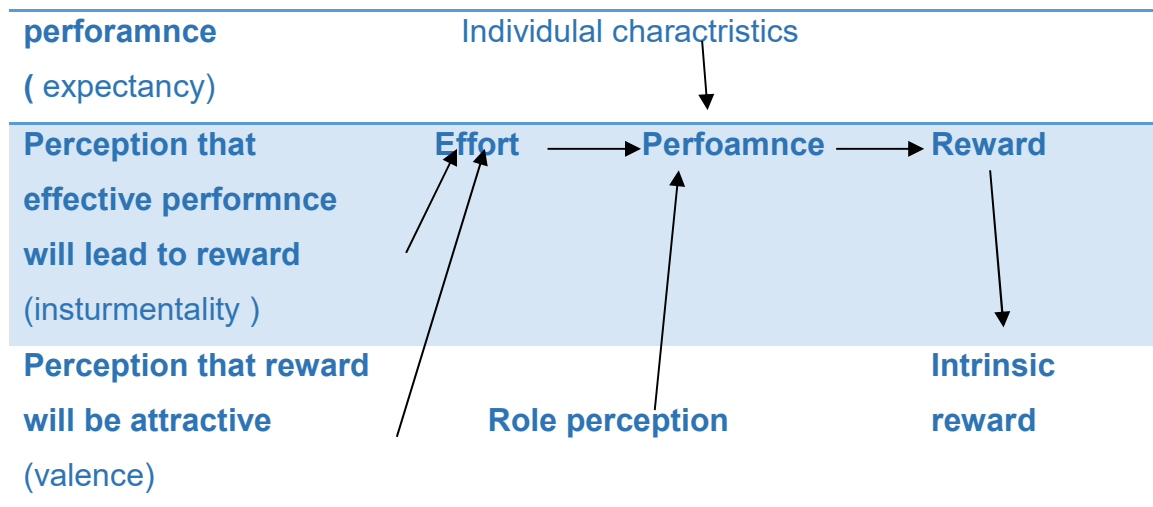 perforamnce Individulal charactristics
( expectancy)
Perception that Effort Perfoamnce Reward
effective performnce
will lead to reward
(insturmentality )
Perception that reward Intrinsic
will be attractive Role perception reward
(valence)